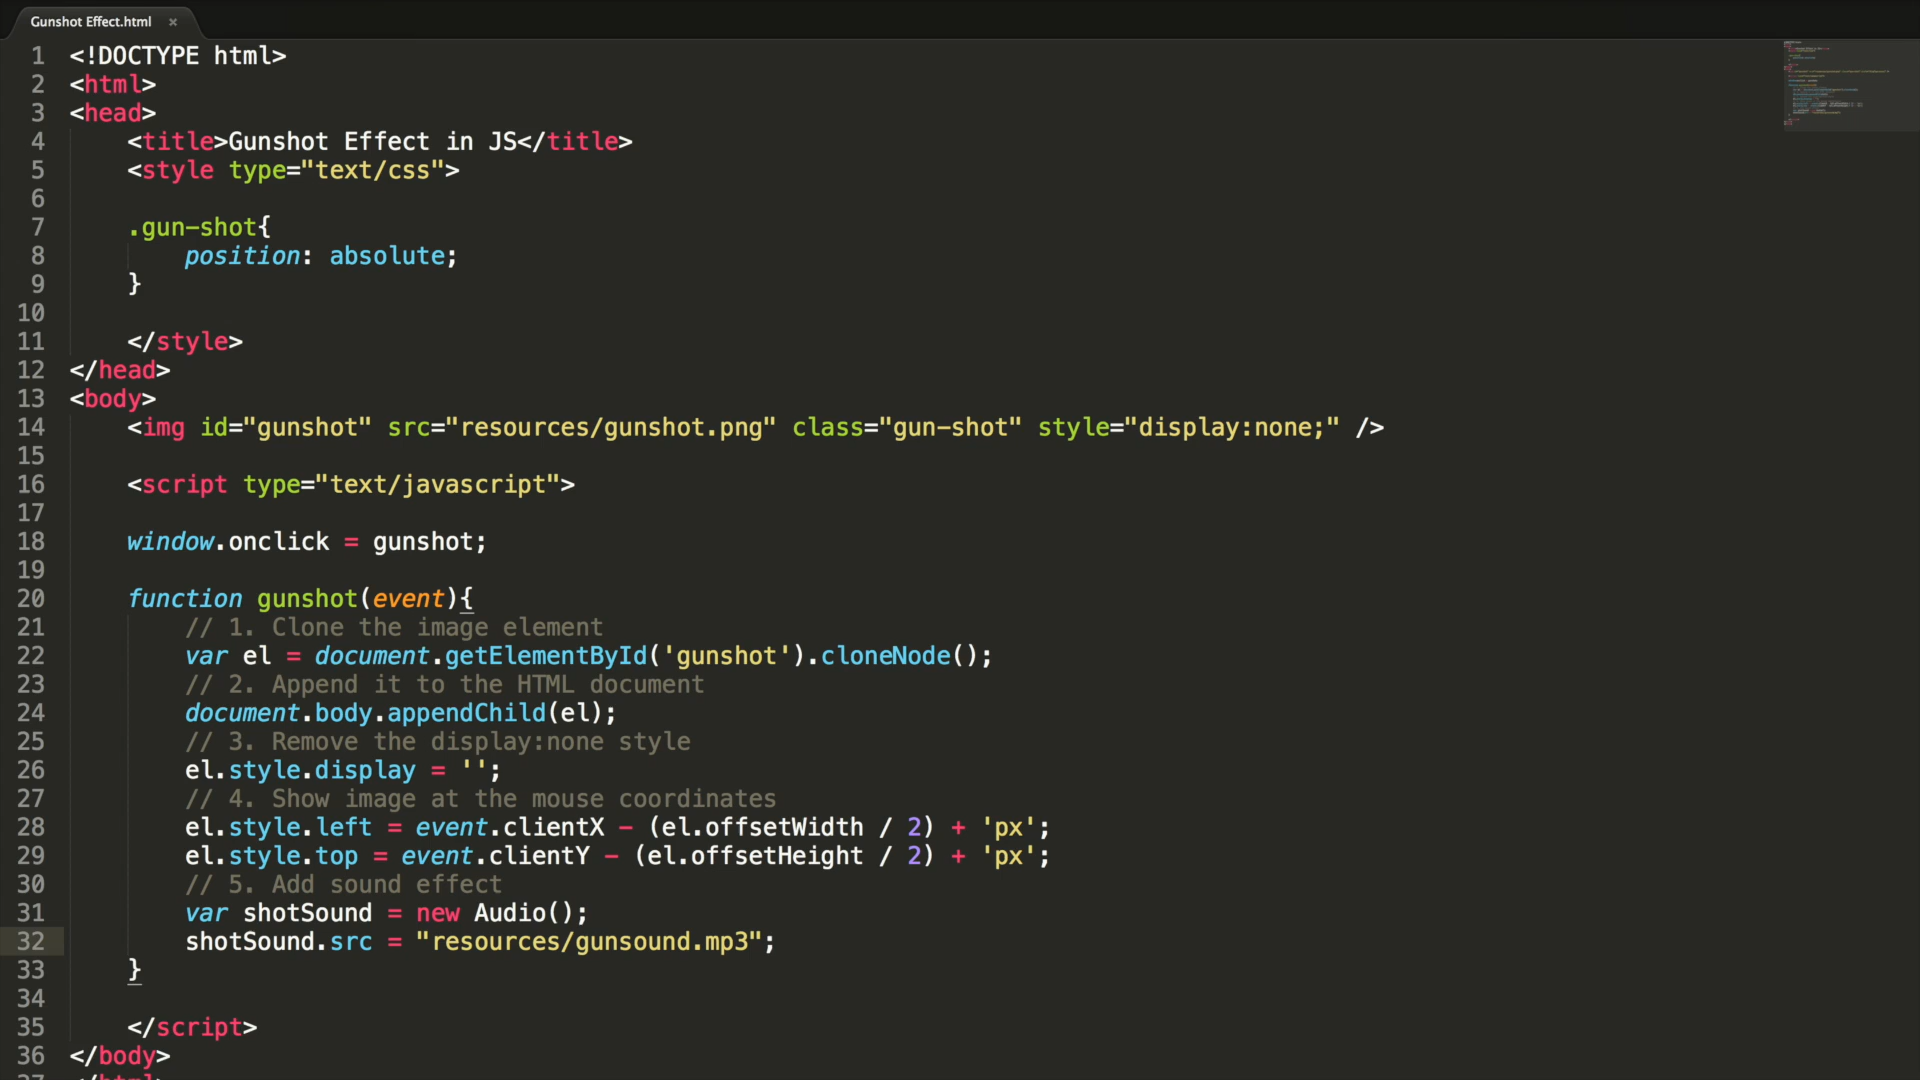 Gunshot Effect.html ×
1 <!DOCTYPE html>
2 <html>
3 <head>
4 <title>Gunshot Effect in JS</title>
5 <style type="text/css">
6
7 .gun-shot{
8 position: absolute;
9 }
10
11 </style>
12 </head>
13 <body>
14 <img id="gunshot" src="resources/gunshot.png" class="gun-shot" style="display:none;" />
15
16 <script type="text/javascript">
17
18 window.onclick = gunshot;
19
20 function gunshot(event){
21 // 1. Clone the image element
22 var el = document.getElementById('gunshot').cloneNode();
23 // 2. Append it to the HTML document
24 document.body.appendChild(el);
25 // 3. Remove the display:none style
26 el.style.display = '';
27 // 4. Show image at the mouse coordinates
28 el.style.left = event.clientX - (el.offsetWidth / 2) + 'px';
29 el.style.top = event.clientY - (el.offsetHeight / 2) + 'px';
30 // 5. Add sound effect
31 var shotSound = new Audio();
32 shotSound.src = "resources/gunsound.mp3";
33 }
34
35 </script>
36 </body>
37 </html>